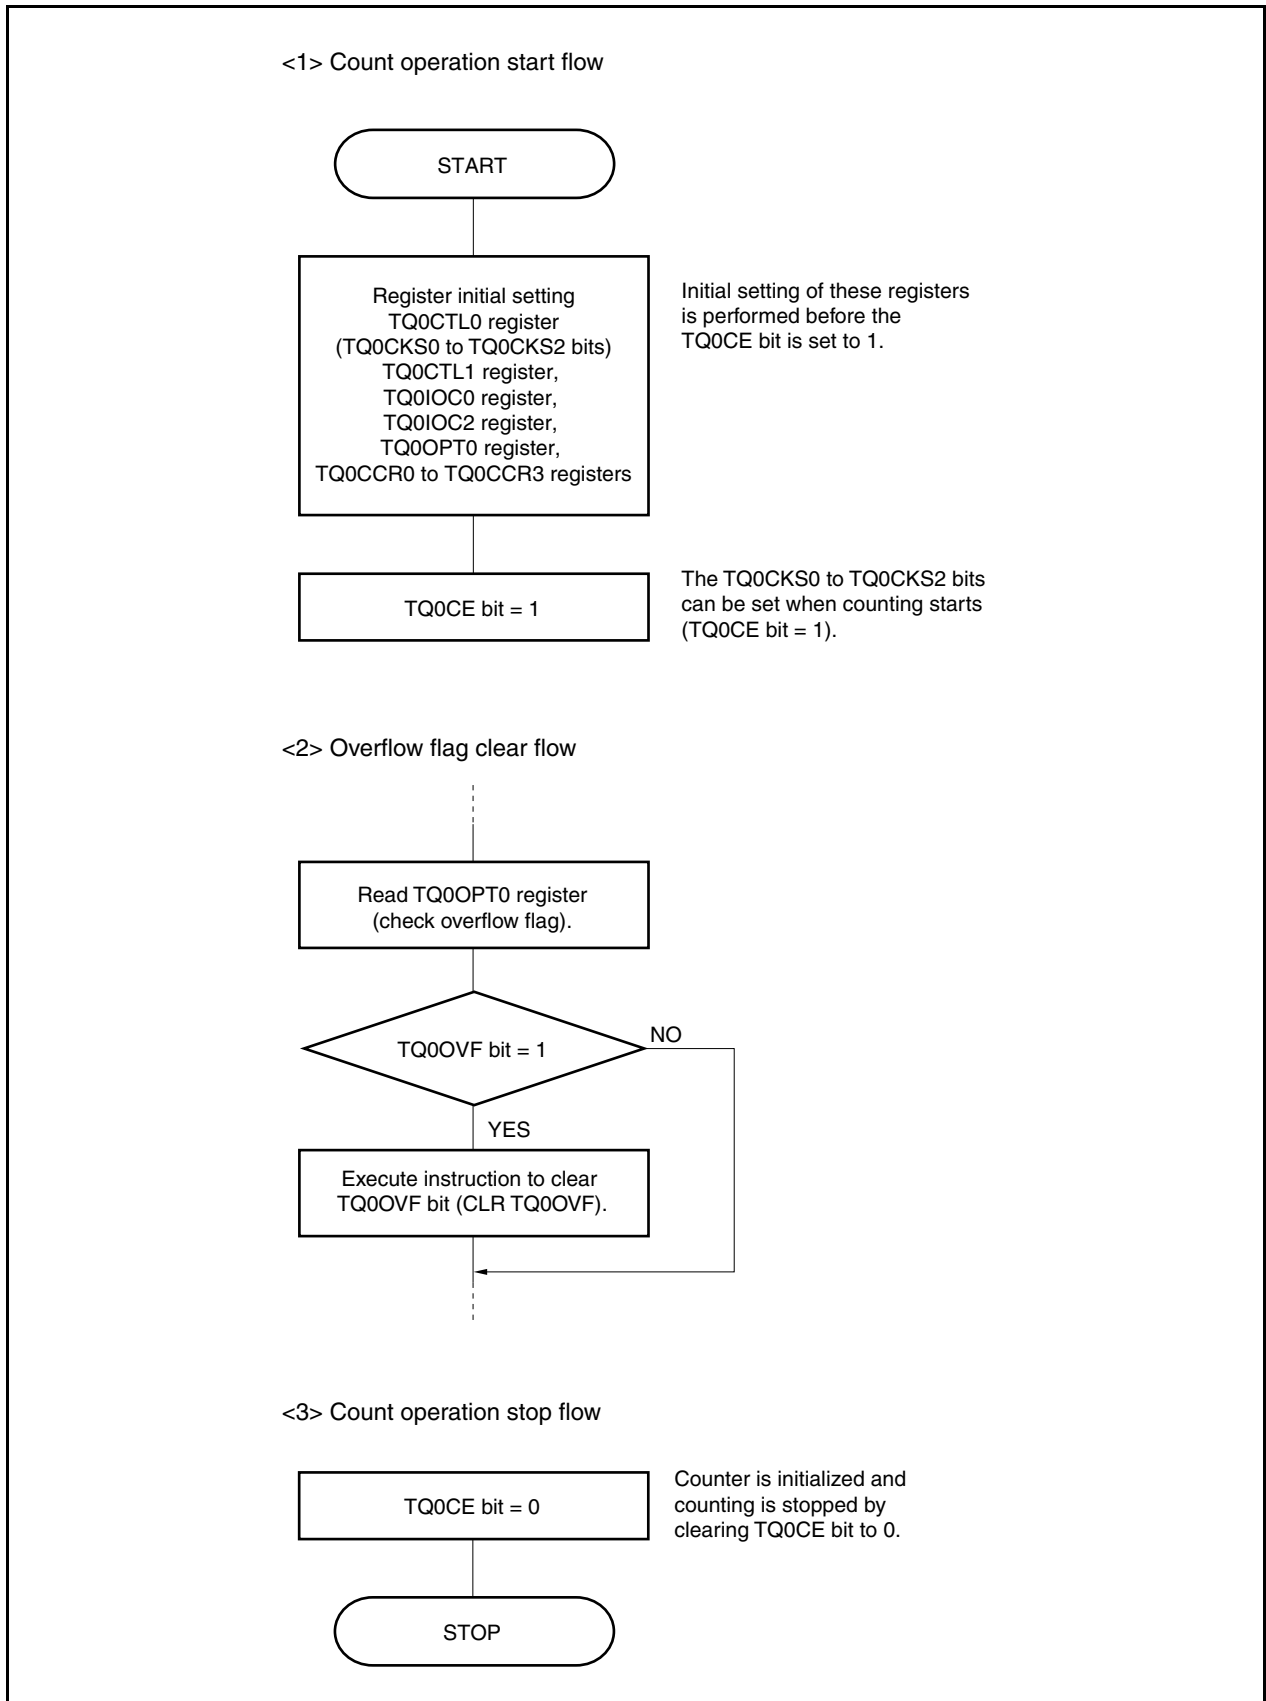 <1> Count operation start flow
START
Register initial setting
TQ0CTL0 register
(TQ0CKS0 to TQ0CKS2 bits)
TQ0CTL1 register,
TQ0IOC0 register,
TQ0IOC2 register,
TQ0OPT0 register,
TQ0CCR0 to TQ0CCR3 registers
Initial setting of these registers
is performed before the
TQ0CE bit is set to 1.
TQ0CE bit = 1
The TQ0CKS0 to TQ0CKS2 bits
can be set when counting starts
(TQ0CE bit = 1).
<2> Overflow flag clear flow
Read TQ0OPT0 register
(check overflow flag).
TQ0OVF bit = 1
NO
YES
Execute instruction to clear
TQ0OVF bit (CLR TQ0OVF).
<3> Count operation stop flow
TQ0CE bit = 0
Counter is initialized and
counting is stopped by
clearing TQ0CE bit to 0.
STOP